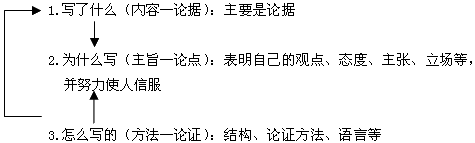 1.写了什么（内容一论据）：主要是论据
2.为什么写（主旨一论点）：表明自己的观点、态度、主张、立场等，
并努力使人信服
3.怎么写的（方法一论证）：结构、论证方法、语言等